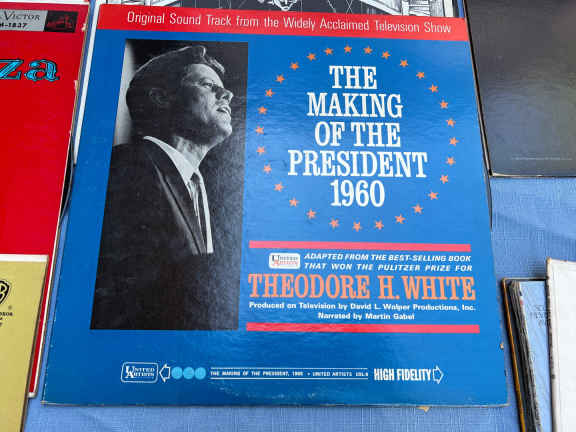 Original Sound Track from the Widely Acclaimed Television Show
THE
MAKING
OF THE
PRESIDENT
1960
UNITED
ARTISTS
ADAPTED FROM THE BEST-SELLING BOOK
THAT WON THE PULITZER PRIZE FOR
THEODORE H. WHITE
Produced on Television by David L. Wolper Productions, Inc.
Narrated by Martin Gabel
UNITED
ARTISTS
THE MAKING OF THE PRESIDENT, 1960 • UNITED ARTISTS
HIGH FIDELITY
VICTOR
za